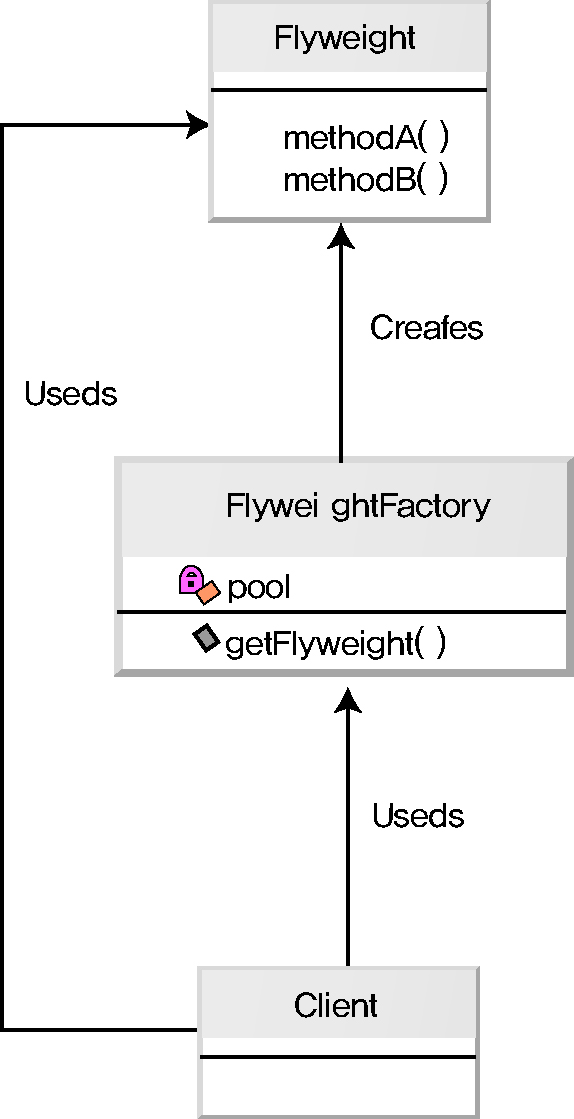 Flyweight
methodA( )
methodB( )
Creafes
Useds
Flywei ghtFactory
pool
getFlyweight( )
Useds
Client